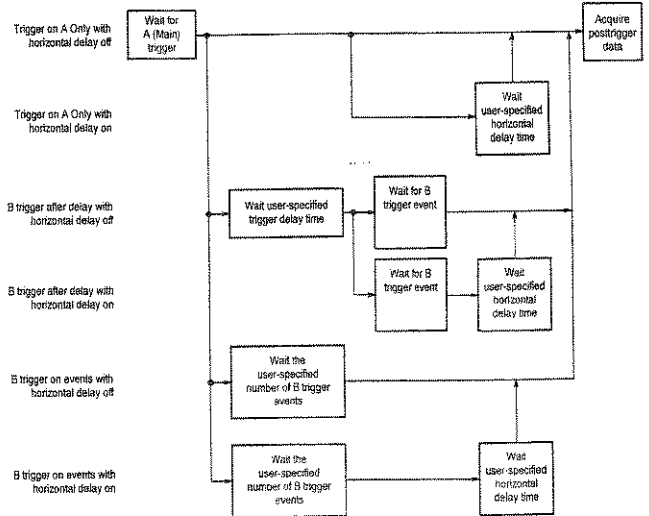 Trigger on A Only with
horizontal delay off
Wait for
A (Main)
trigger
Acquire
posttrigger
data
Trigger on A Only with
horizontal delay on
Wait
user-specified
horizontal
delay time
B trigger after delay with
horizontal delay off
Wait user-specified
trigger delay time
Wait for B
trigger event
B trigger after delay with
horizontal delay on
Wait for B
trigger event
Wait
user-specified
horizontal
delay time
B trigger on events with
horizontal delay off
Wait the
user-specified
number of B trigger
events
B trigger on events with
horizontal delay on
Wait the
user-specified
number of B trigger
events
Wait
user-specified
horizontal
delay time